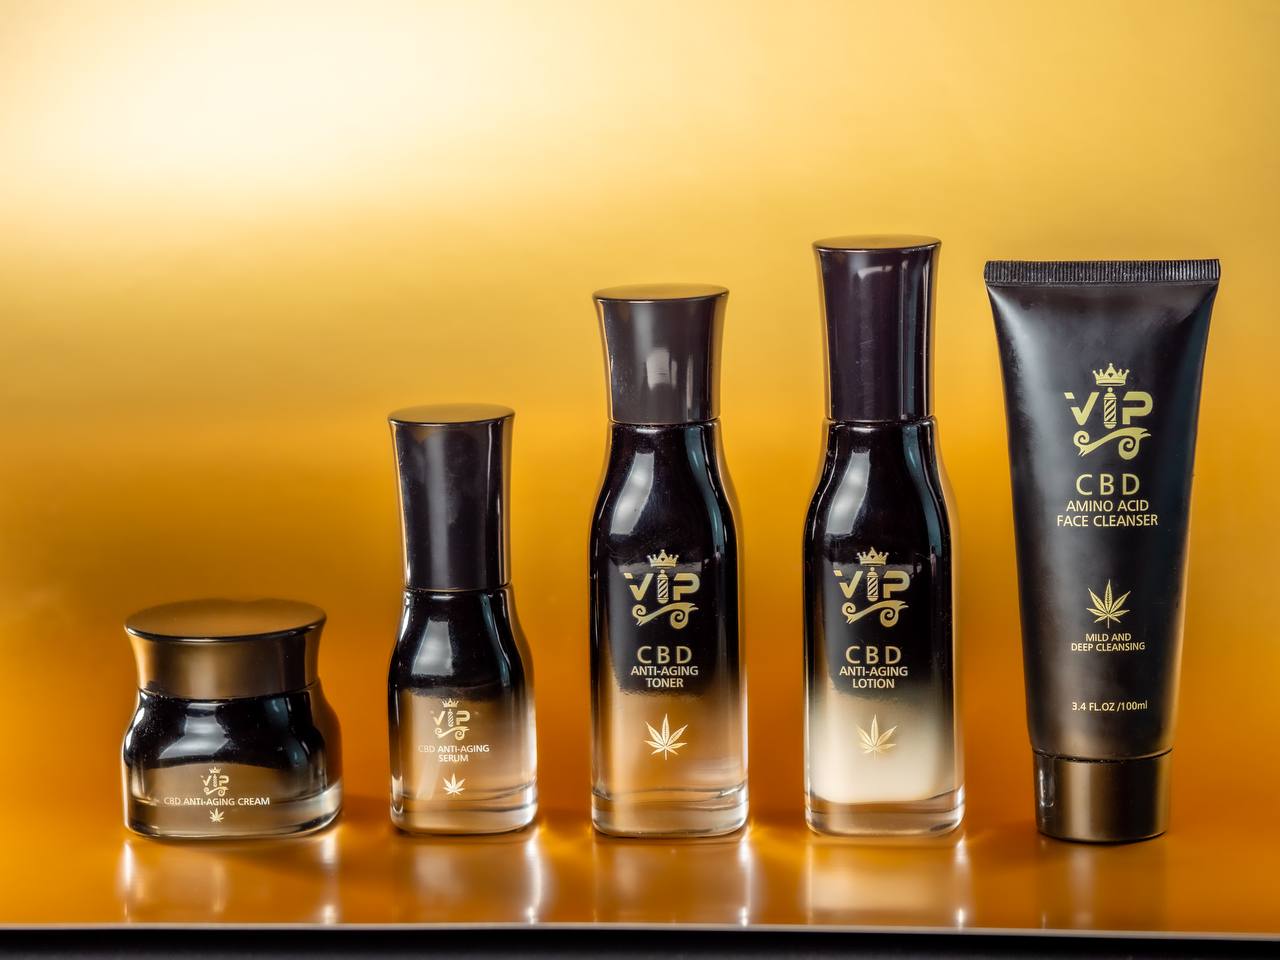 VIP
CBD ANTI-AGING CREAM
VIP
CBD ANTI-AGING
SERUM
VIP
CBD
ANTI-AGING
TONER
VIP
CBD
ANTI-AGING
LOTION
VIP
CBD
AMINO ACID
FACE CLEANSER
MILD AND
DEEP CLEANSING
3.4 FL.OZ /100ml